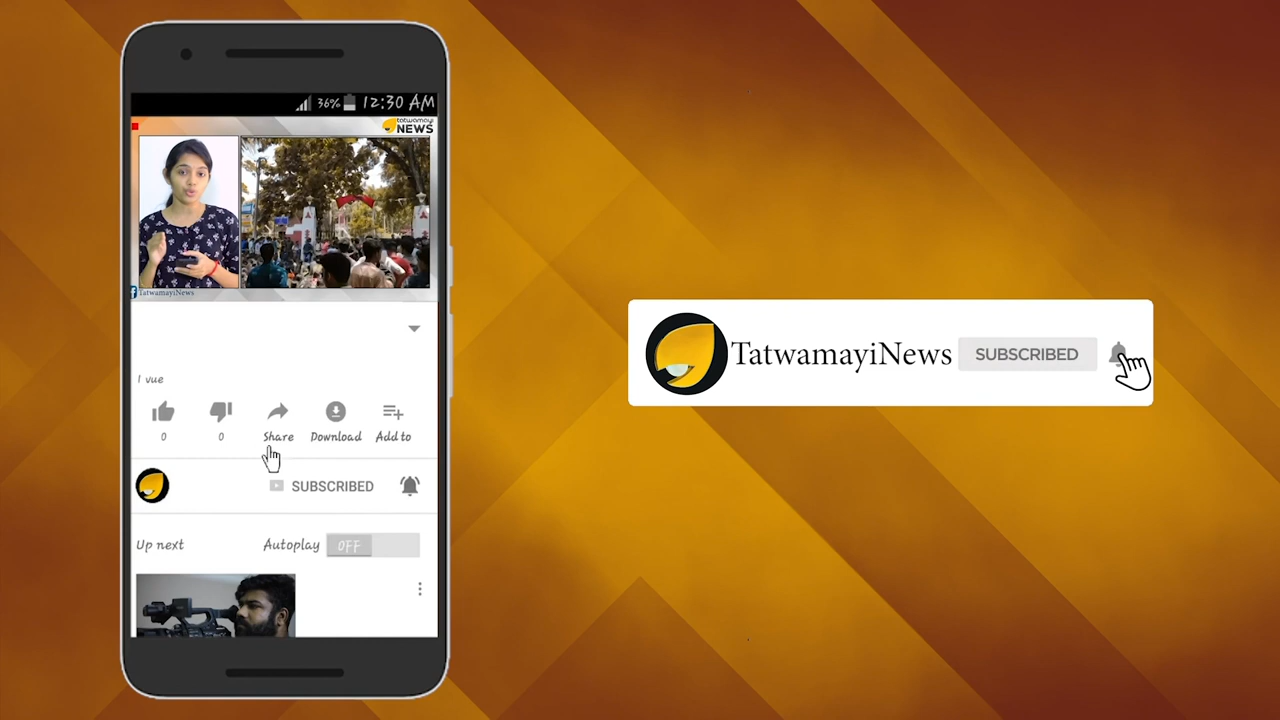 36% 12:30 AM
tatwamayi
NEWS
TatwamayiNews
1 vue
0 0 Share Download Add to
SUBSCRIBED
Up next Autoplay OFF
TatwamayiNews SUBSCRIBED